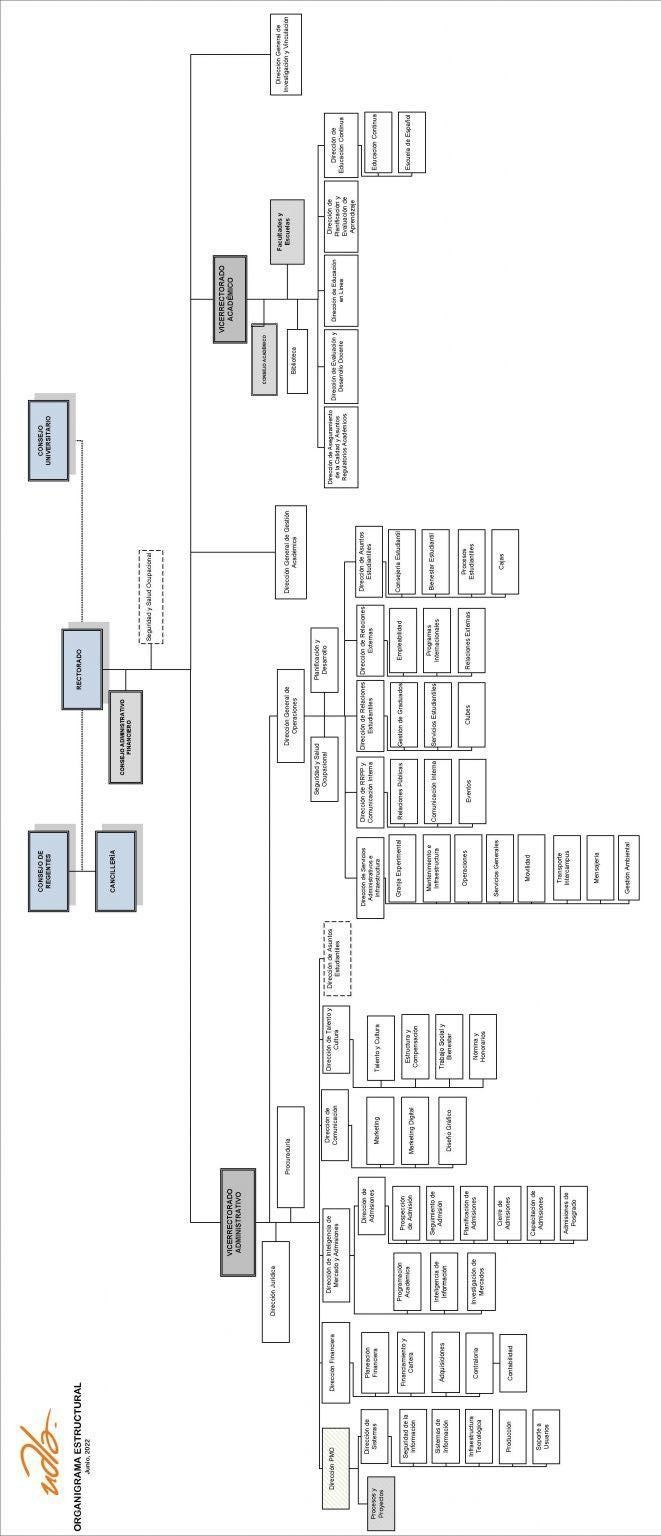 udla-
ORGANIGRAMA ESTRUCTURAL
Junio, 2022
CONSEJO DE
REGENTES
CONSEJO
UNIVERSITARIO
CANCILLERÍA
RECTORADO
CONSEJO ADMINISTRATIVO
FINANCIERO
Seguridad y Salud Ocupacional
VICERRECTORADO
ADMINISTRATIVO
Dirección General de Gestión
Académica
VICERRECTORADO
ACADÉMICO
Dirección General de
Investigación y Vinculación
Dirección Jurídica
Procuraduría
Dirección General de
Operaciones
CONSEJO ACADÉMICO
Facultades y
Escuelas
Biblioteca
Seguridad y Salud
Ocupacional
Planificación y
Desarrollo
Dirección PMO
Procesos y
Proyectos
Dirección de
Sistemas
Seguridad de la
Información
Sistemas de
Información
Infraestructura
Tecnológica
Producción
Soporte a
Usuarios
Dirección Financiera
Planeación
Financiera
Financiamiento y
Cartera
Adquisiciones
Contraloría
Contabilidad
Dirección de Inteligencia de
Mercado y Admisiones
Programación
Académica
Inteligencia de
Información
Investigación de
Mercados
Dirección de
Admisiones
Prospección
de Admisión
Seguimiento de
Admisión
Planificación de
Admisiones
Cierre de
Admisiones
Capacitación de
Admisiones
Admisiones de
Posgrado
Dirección de
Comunicación
Marketing
Marketing Digital
Diseño Gráfico
Dirección de Talento y
Cultura
Talento y Cultura
Estructura y
Compensación
Trabajo Social y
Bienestar
Nómina y
Honorarios
Dirección de Asuntos
Estudiantiles
Dirección de Servicios
Administrativos e
Infraestructura
Granja Experimental
Mantenimiento e
Infraestructura
Operaciones
Servicios Generales
Movilidad
Transporte
Intercampus
Mensajería
Gestión Ambiental
Dirección de RRPP y
Comunicación Interna
Relaciones Públicas
Comunicación Interna
Eventos
Dirección de Relaciones
Estudiantiles
Gestión de Graduados
Servicios Estudiantiles
Clubes
Dirección de Relaciones
Externas
Empleabilidad
Programas
Internacionales
Relaciones Externas
Dirección de Asuntos
Estudiantiles
Consejería Estudiantil
Bienestar Estudiantil
Procesos
Estudiantiles
Cajas
Dirección de Aseguramiento
de la Calidad y Asuntos
Regulatorios Académicos
Dirección de Evaluación y
Desarrollo Docente
Dirección de Educación
en Línea
Dirección de
Planificación y
Evaluación de
Aprendizaje
Dirección de
Educación Continua
Educación Continua
Escuela de Español